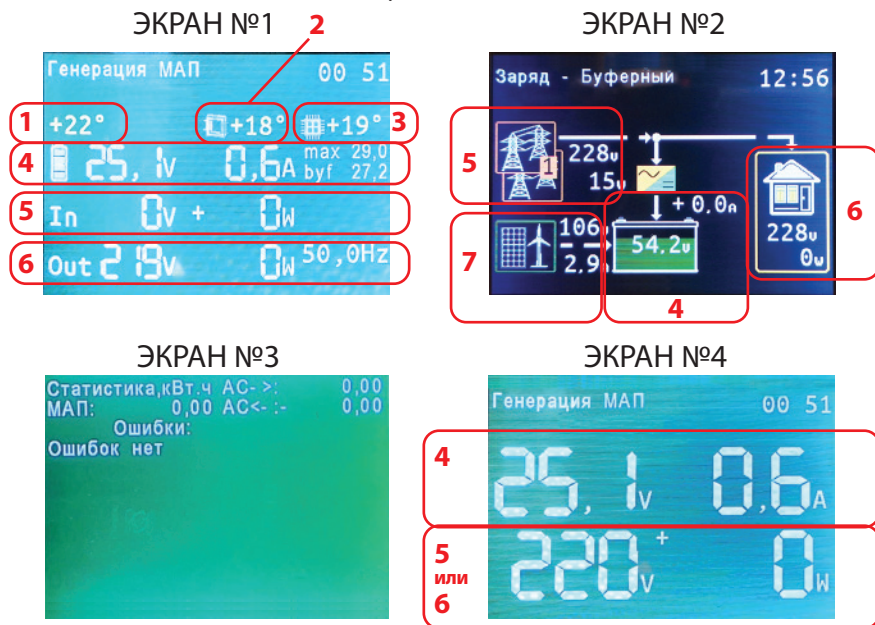 ЭКРАН №1
2
ЭКРАН №2
Генерация МАП 00 51
1 +22° +18° +19° 3
4 25,1V 0,6A max 29,0
byf 27,2
5 In 0V + 0W
6 Out 219V 0W 50,0Hz
Заряд - Буферный 12:56
5 1 228v
15v
+ 0.0A
6 228v
0w
7 106v
2.9A
54.2v
4
ЭКРАН №3
ЭКРАН №4
Статистика,кВт.ч AC->: 0,00
МАП: 0,00 AC<-:- 0,00
Ошибки:
Ошибок нет
Генерация МАП 00 51
4 25,1V 0,6A
5 220V + 0W
или
6